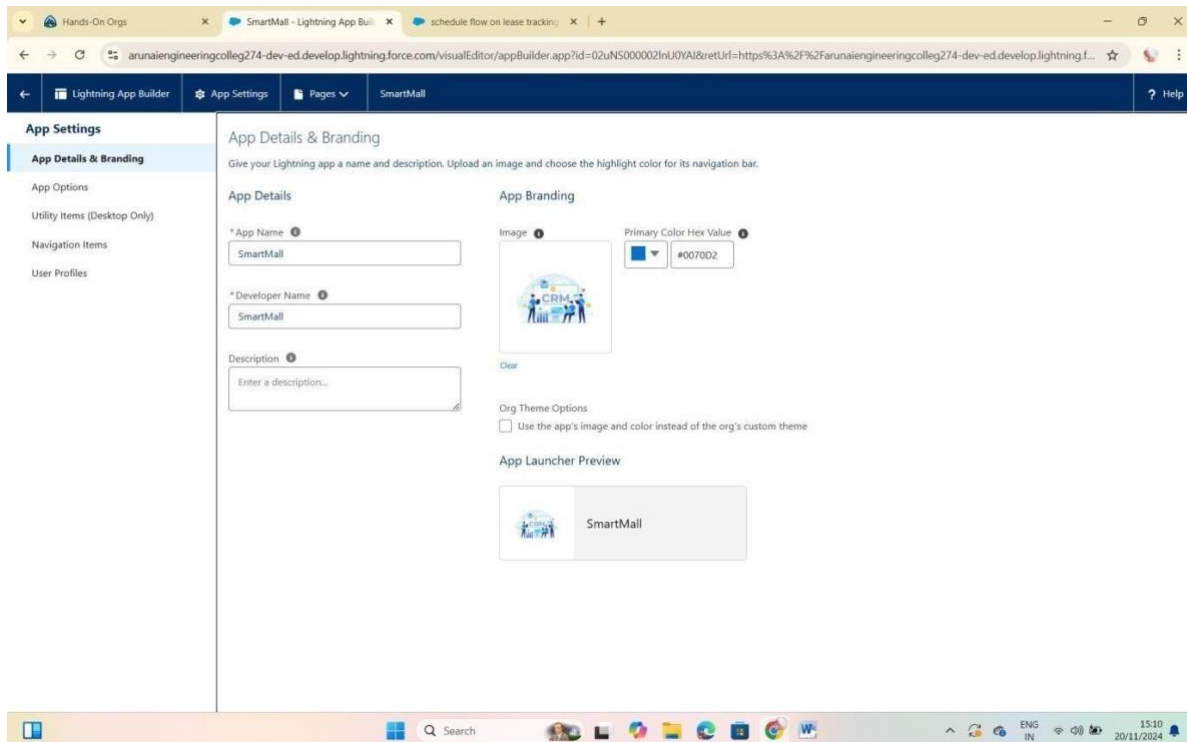 Hands-On Orgs
SmartMall - Lightning App Bui
schedule flow on lease tracking
arunaiengineeringcolleg274-dev-ed.develop.lightning.force.com/visualEditor/appBuilder.app?id=02uNS000002lnU0YAI&retUrl=https%3A%2F%2Farunaiengineeringcolleg274-dev-ed.develop.lightning.f...
Lightning App Builder
App Settings
Pages
SmartMall
? Help
App Settings
App Details & Branding
App Options
Utility Items (Desktop Only)
Navigation Items
User Profiles
App Details & Branding
Give your Lightning app a name and description. Upload an image and choose the highlight color for its navigation bar.
App Details
*App Name
SmartMall
*Developer Name
SmartMall
Description
Enter a description...
App Branding
Image
CRM
Clear
Primary Color Hex Value
#0070D2
Org Theme Options
Use the app's image and color instead of the org's custom theme
App Launcher Preview
CRM
SmartMall
Search
ENG
IN
15:10
20/11/2024